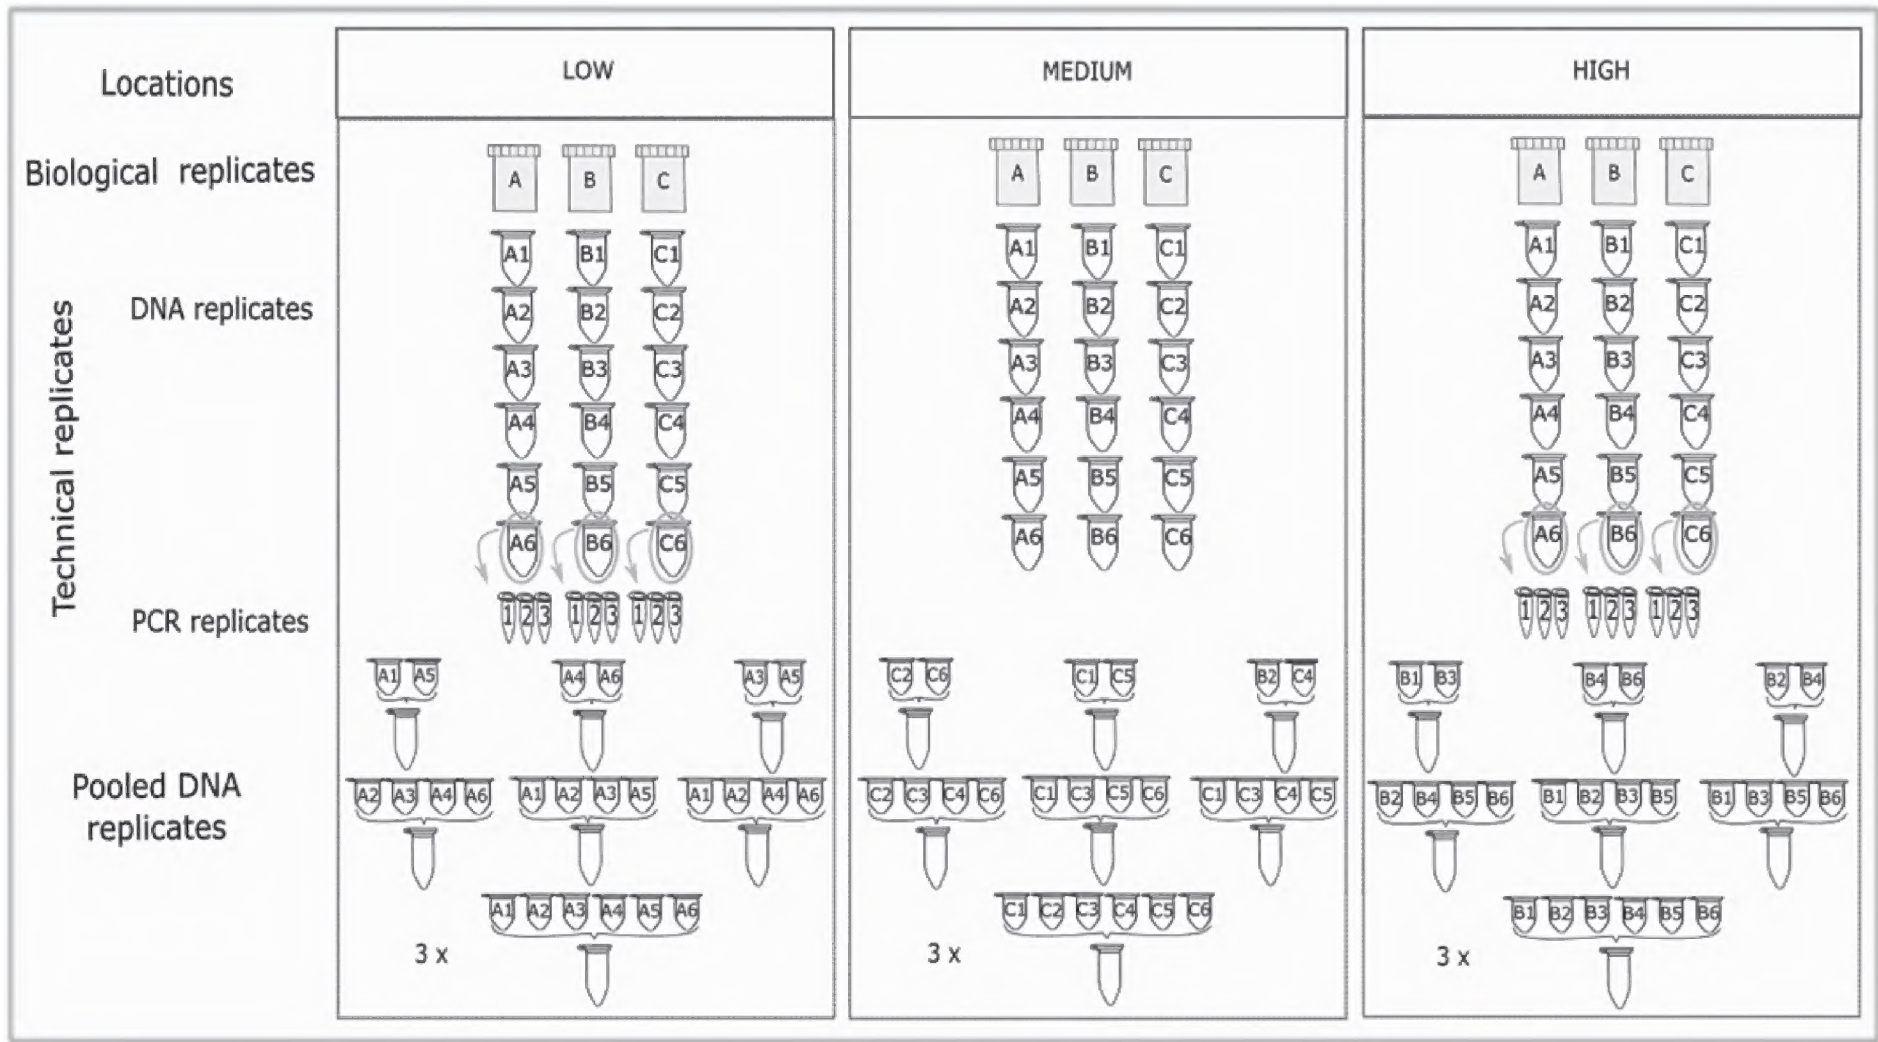 Locations
LOW
MEDIUM
HIGH
Biological replicates
A B C
A B C
A B C
Technical replicates
DNA replicates
A1 B1 C1
A2 B2 C2
A3 B3 C3
A4 B4 C4
A5 B5 C5
A6 B6 C6
A1 B1 C1
A2 B2 C2
A3 B3 C3
A4 B4 C4
A5 B5 C5
A6 B6 C6
A1 B1 C1
A2 B2 C2
A3 B3 C3
A4 B4 C4
A5 B5 C5
A6 B6 C6
PCR replicates
1 2 3 1 2 3 1 2 3
1 2 3 1 2 3 1 2 3
Pooled DNA
replicates
A1 A5 A4 A6 A3 A5
A2 A3 A4 A6 A1 A2 A3 A5 A1 A2 A4 A6
A1 A2 A3 A4 A5 A6
3 x
C2 C6 C1 C5 B2 C4
C2 C3 C4 C6 C1 C3 C5 C6 C1 C3 C4 C5
C1 C2 C3 C4 C5 C6
3 x
B1 B3 B4 B6 B2 B4
B2 B4 B5 B6 B1 B2 B3 B5 B1 B3 B5 B6
B1 B2 B3 B4 B5 B6
3 x